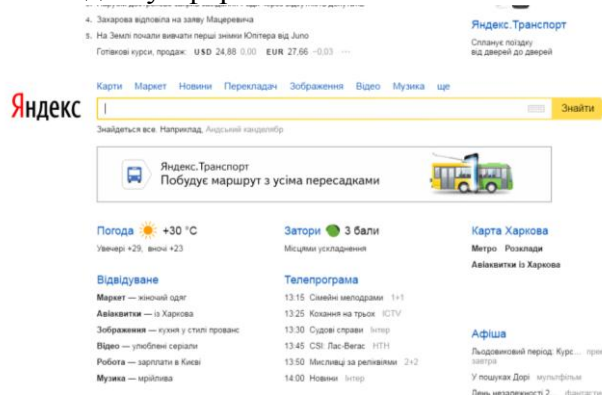 4. Захарова відповіла на заяву Мацеревича
5. На Землі почали вивчати перші знімки Юпітера від Juno
Готівкові курси, продаж: USD 24,88 0,00 EUR 27,66 −0,03 ···
Яндекс.Транспорт
Спланує поїздку
від дверей до дверей
Карти Маркет Новини Перекладач Зображення Відео Музика ще
Яндекс
Знайти
Знайдеться все. Наприклад, Андський канделябр
Яндекс.Транспорт
Побудує маршрут з усіма пересадками
Погода +30 °C
Увечері +29, вночі +23
Затори 3 бали
Місцями ускладнення
Карта Харкова
Метро Розклади
Авіаквитки із Харкова
Відвідуване
Маркет — жіночий одяг
Авіаквитки — із Харкова
Зображення — кухня у стилі прованс
Відео — улюблені серіали
Робота — зарплати в Києві
Музика — мрійлива
Телепрограма
13:15 Сімейні мелодрами 1+1
13:25 Кохання на трьох ICTV
13:30 Судові справи Інтер
13:45 CSI: Лас-Вегас НТН
13:50 Мисливці за реліквіями 2+2
14:00 Новини Інтер
Афіша
Льодовиковий період: Курс...
завтра
У пошуках Дорі мультфільм
День незалежності 2...